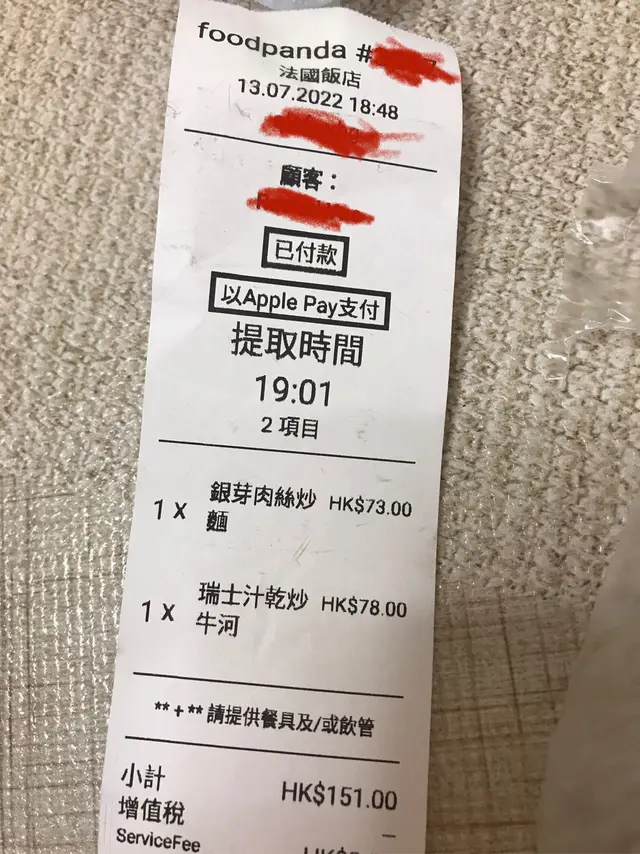 foodpanda #
法國飯店
13.07.2022 18:48
顧客：
已付款
以Apple Pay支付
提取時間
19:01
2 項目
1 x 銀芽肉絲炒 HK$73.00
麵
1 x 瑞士汁乾炒 HK$78.00
牛河
** + ** 請提供餐具及/或飲管
小計 HK$151.00
增值稅 –
ServiceFee